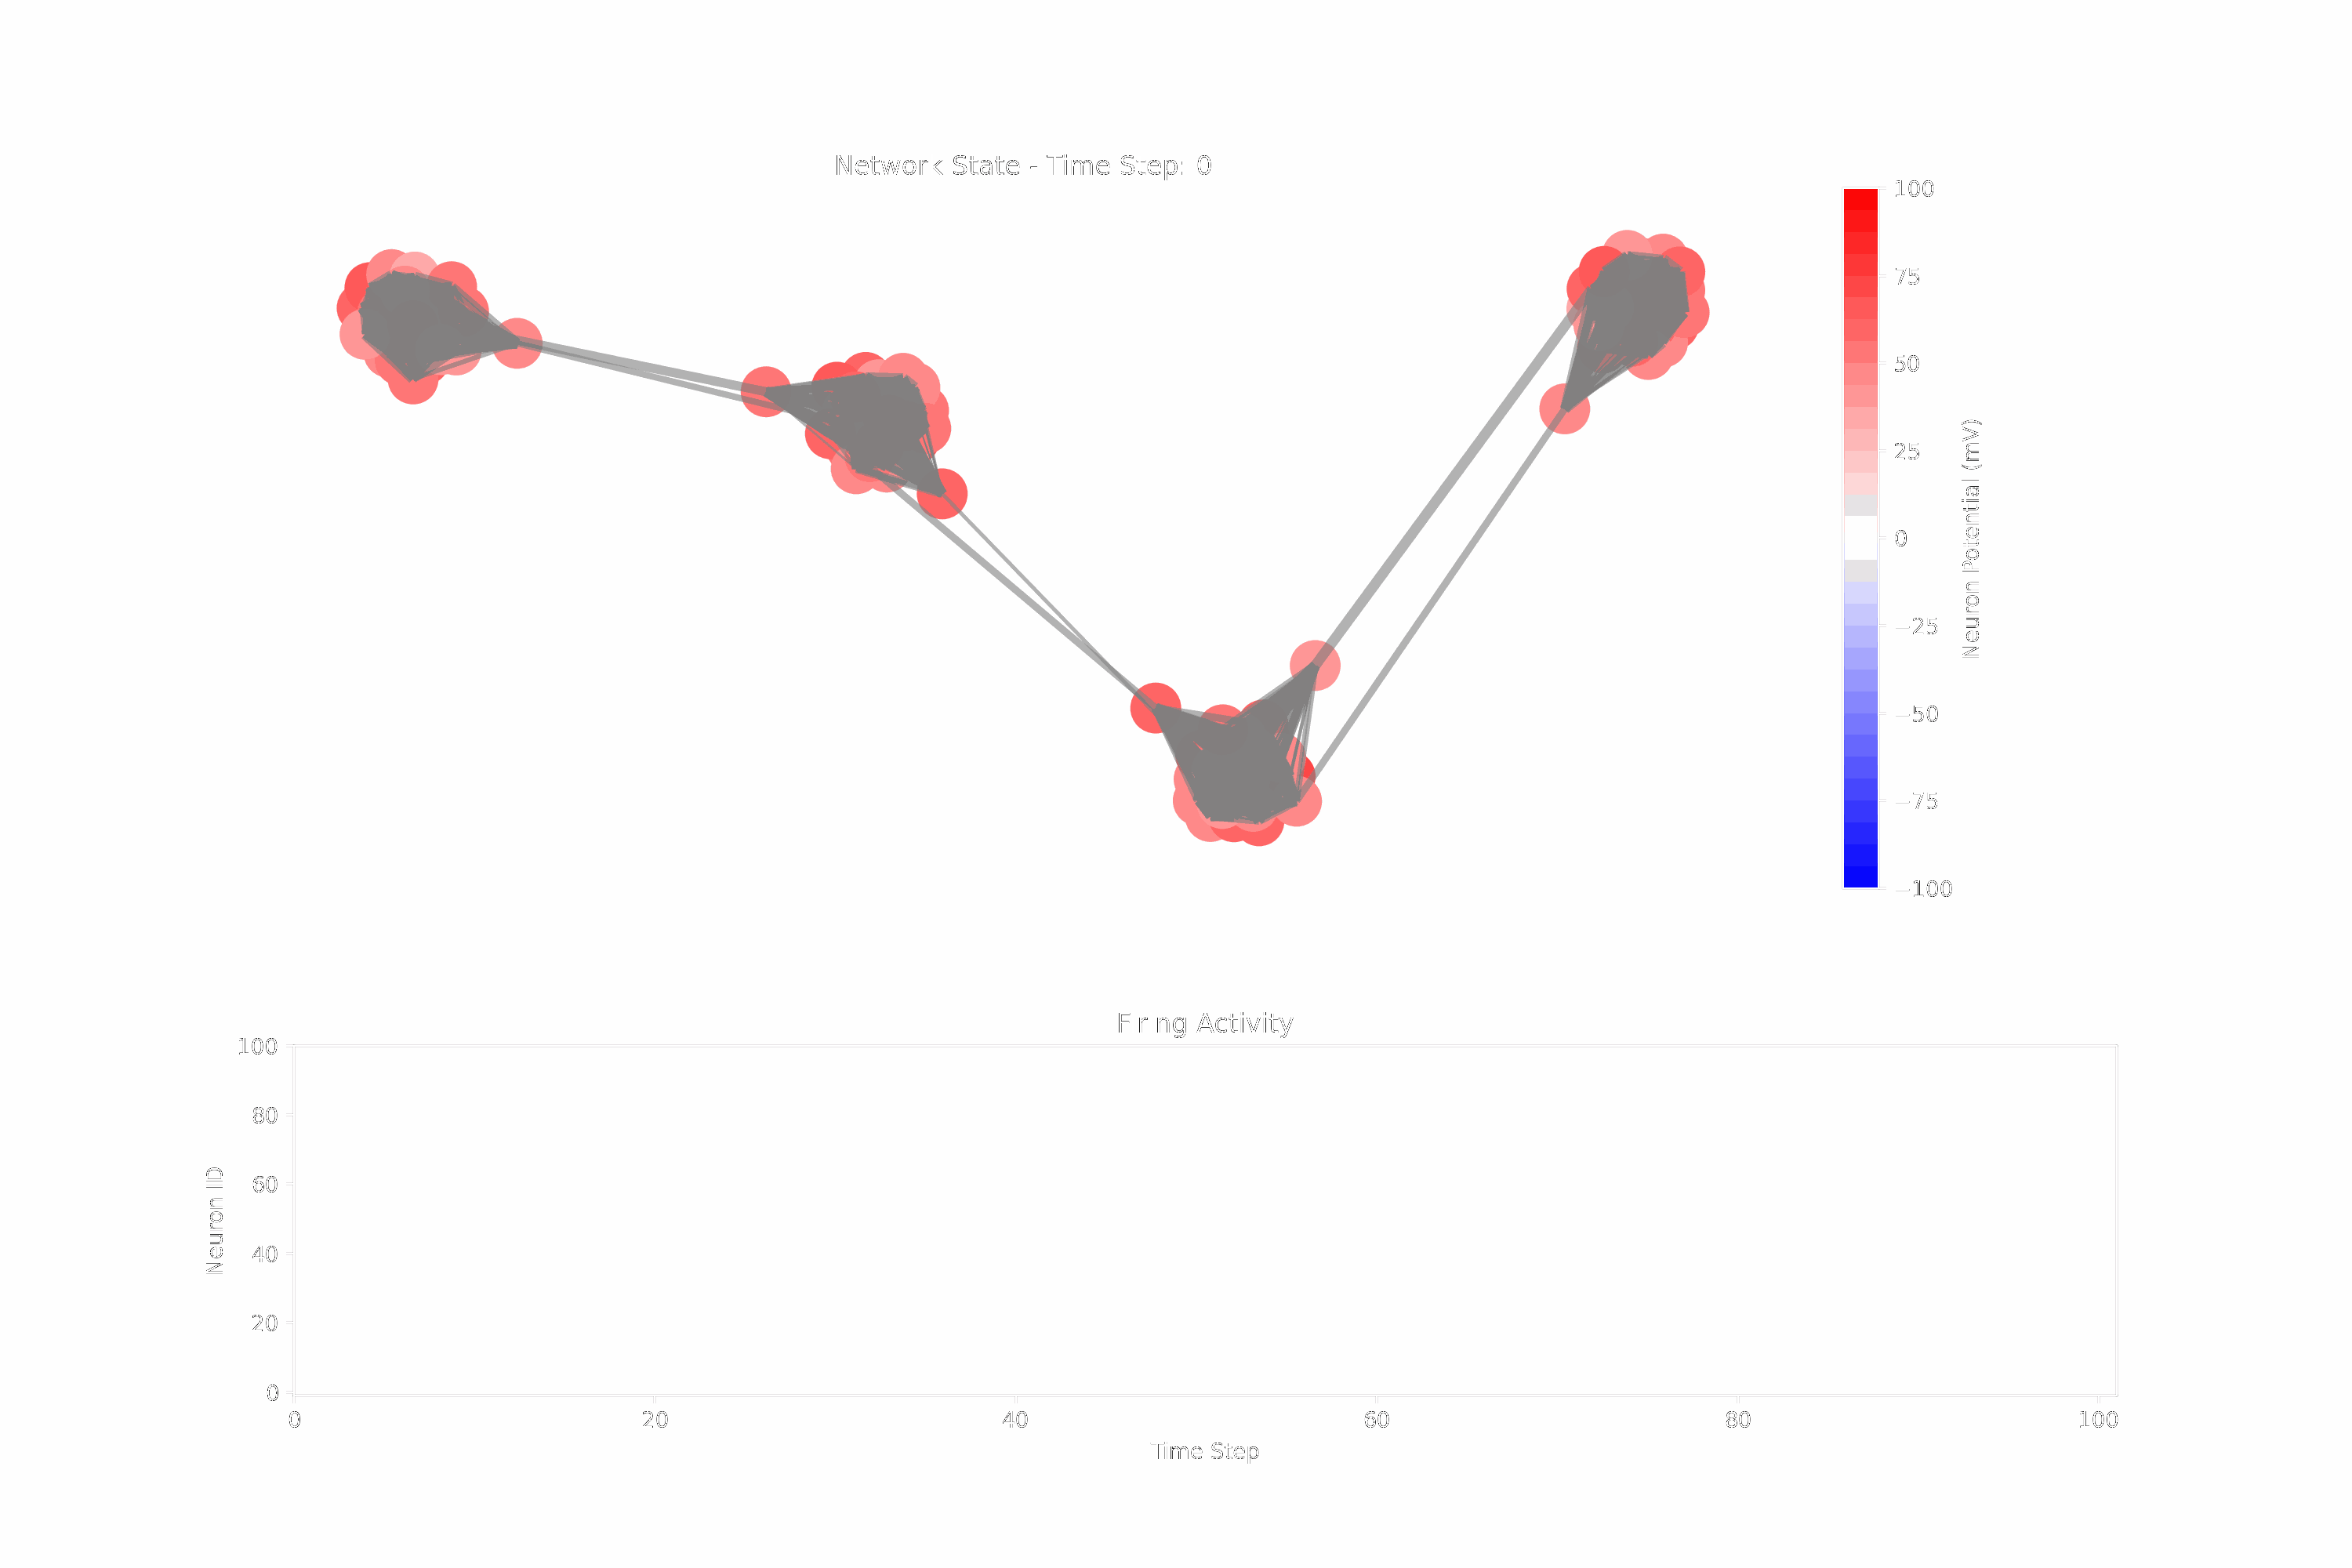 Network State - Time Step: 0
100
75
50
25
0
−25
−50
−75
−100
Neuron Potential (mV)
Firing Activity
100
80
60
40
20
0
Neuron ID
0 20 40 60 80 100
Time Step